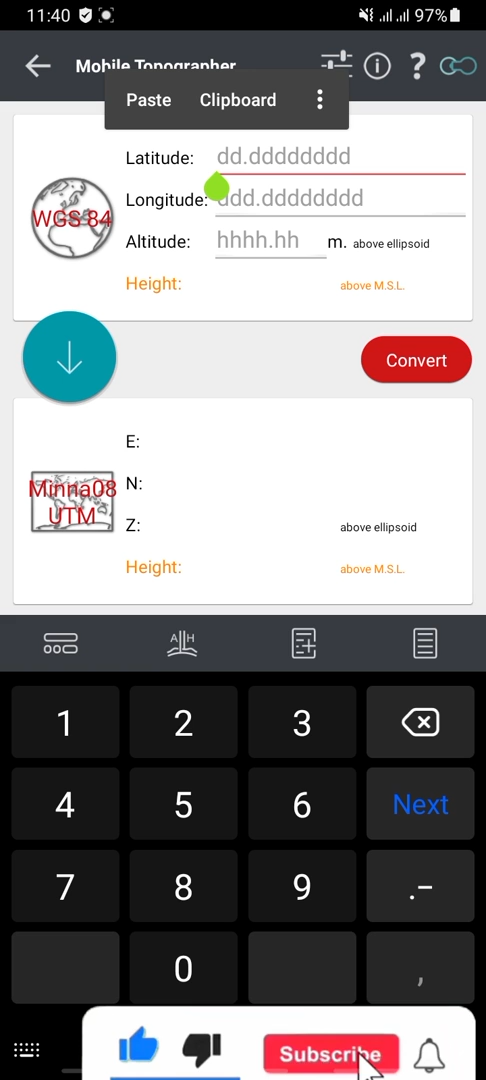 11:40 97%
Mobile Topographer
Paste Clipboard
Latitude: dd.dddddddd
Longitude: ddd.dddddddd
WGS 84
Altitude: hhhh.hh m. above ellipsoid
Height: above M.S.L.
Convert
E:
Minna08
UTM
N:
Z: above ellipsoid
Height: above M.S.L.
1 2 3
4 5 6 Next
7 8 9 .-
0 ,
Subscribe